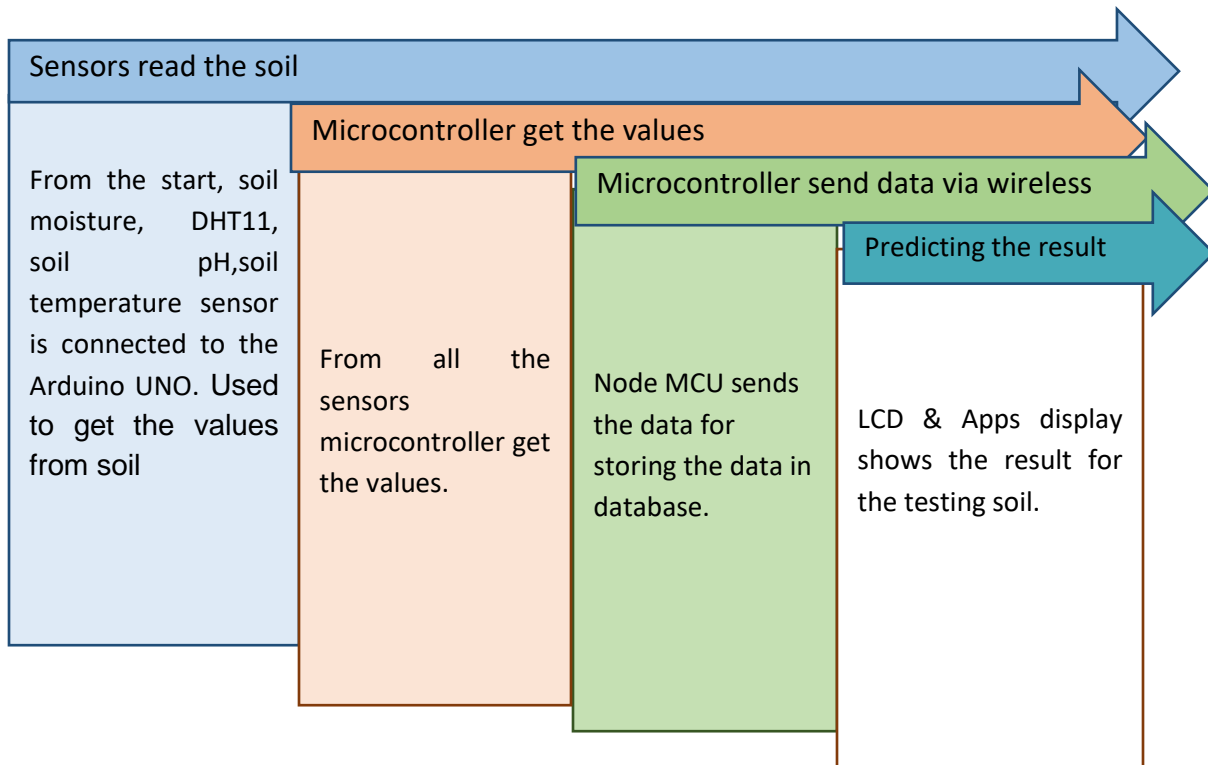 Sensors read the soil
From the start, soil
moisture, DHT11,
soil pH,soil
temperature sensor
is connected to the
Arduino UNO. Used
to get the values
from soil
Microcontroller get the values
From all the
sensors
microcontroller get
the values.
Microcontroller send data via wireless
Node MCU sends
the data for
storing the data in
database.
Predicting the result
LCD & Apps display
shows the result for
the testing soil.